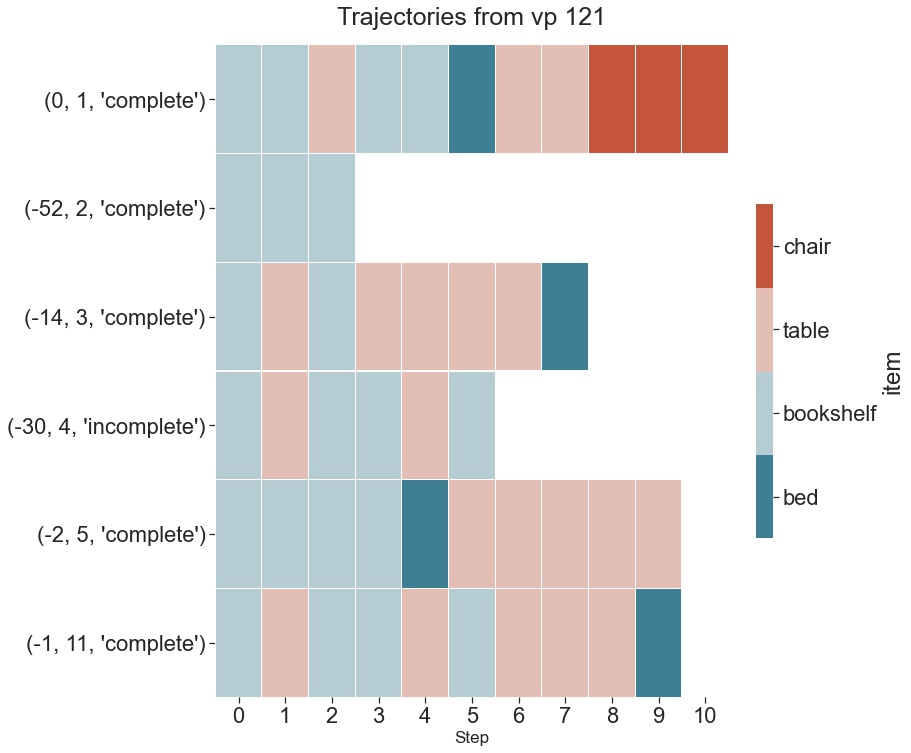 Trajectories from vp 121
(0, 1, 'complete')
(-52, 2, 'complete')
(-14, 3, 'complete')
(-30, 4, 'incomplete')
(-2, 5, 'complete')
(-1, 11, 'complete')
0 1 2 3 4 5 6 7 8 9 10
Step
chair
table
bookshelf
bed
item